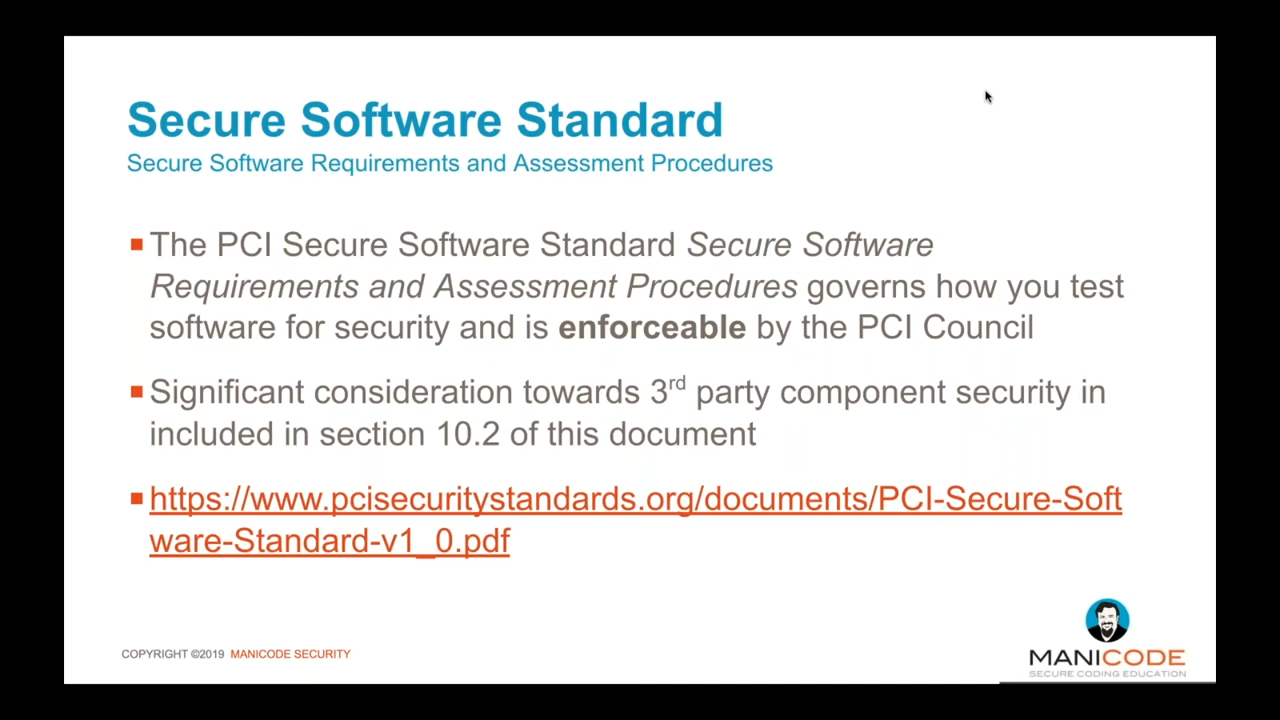 Secure Software Standard
Secure Software Requirements and Assessment Procedures
The PCI Secure Software Standard Secure Software
Requirements and Assessment Procedures governs how you test
software for security and is enforceable by the PCI Council
Significant consideration towards 3rd party component security in
included in section 10.2 of this document
https://www.pcisecuritystandards.org/documents/PCI-Secure-Soft
ware-Standard-v1_0.pdf
COPYRIGHT ©2019 MANICODE SECURITY
MANICODE
SECURE CODING EDUCATION